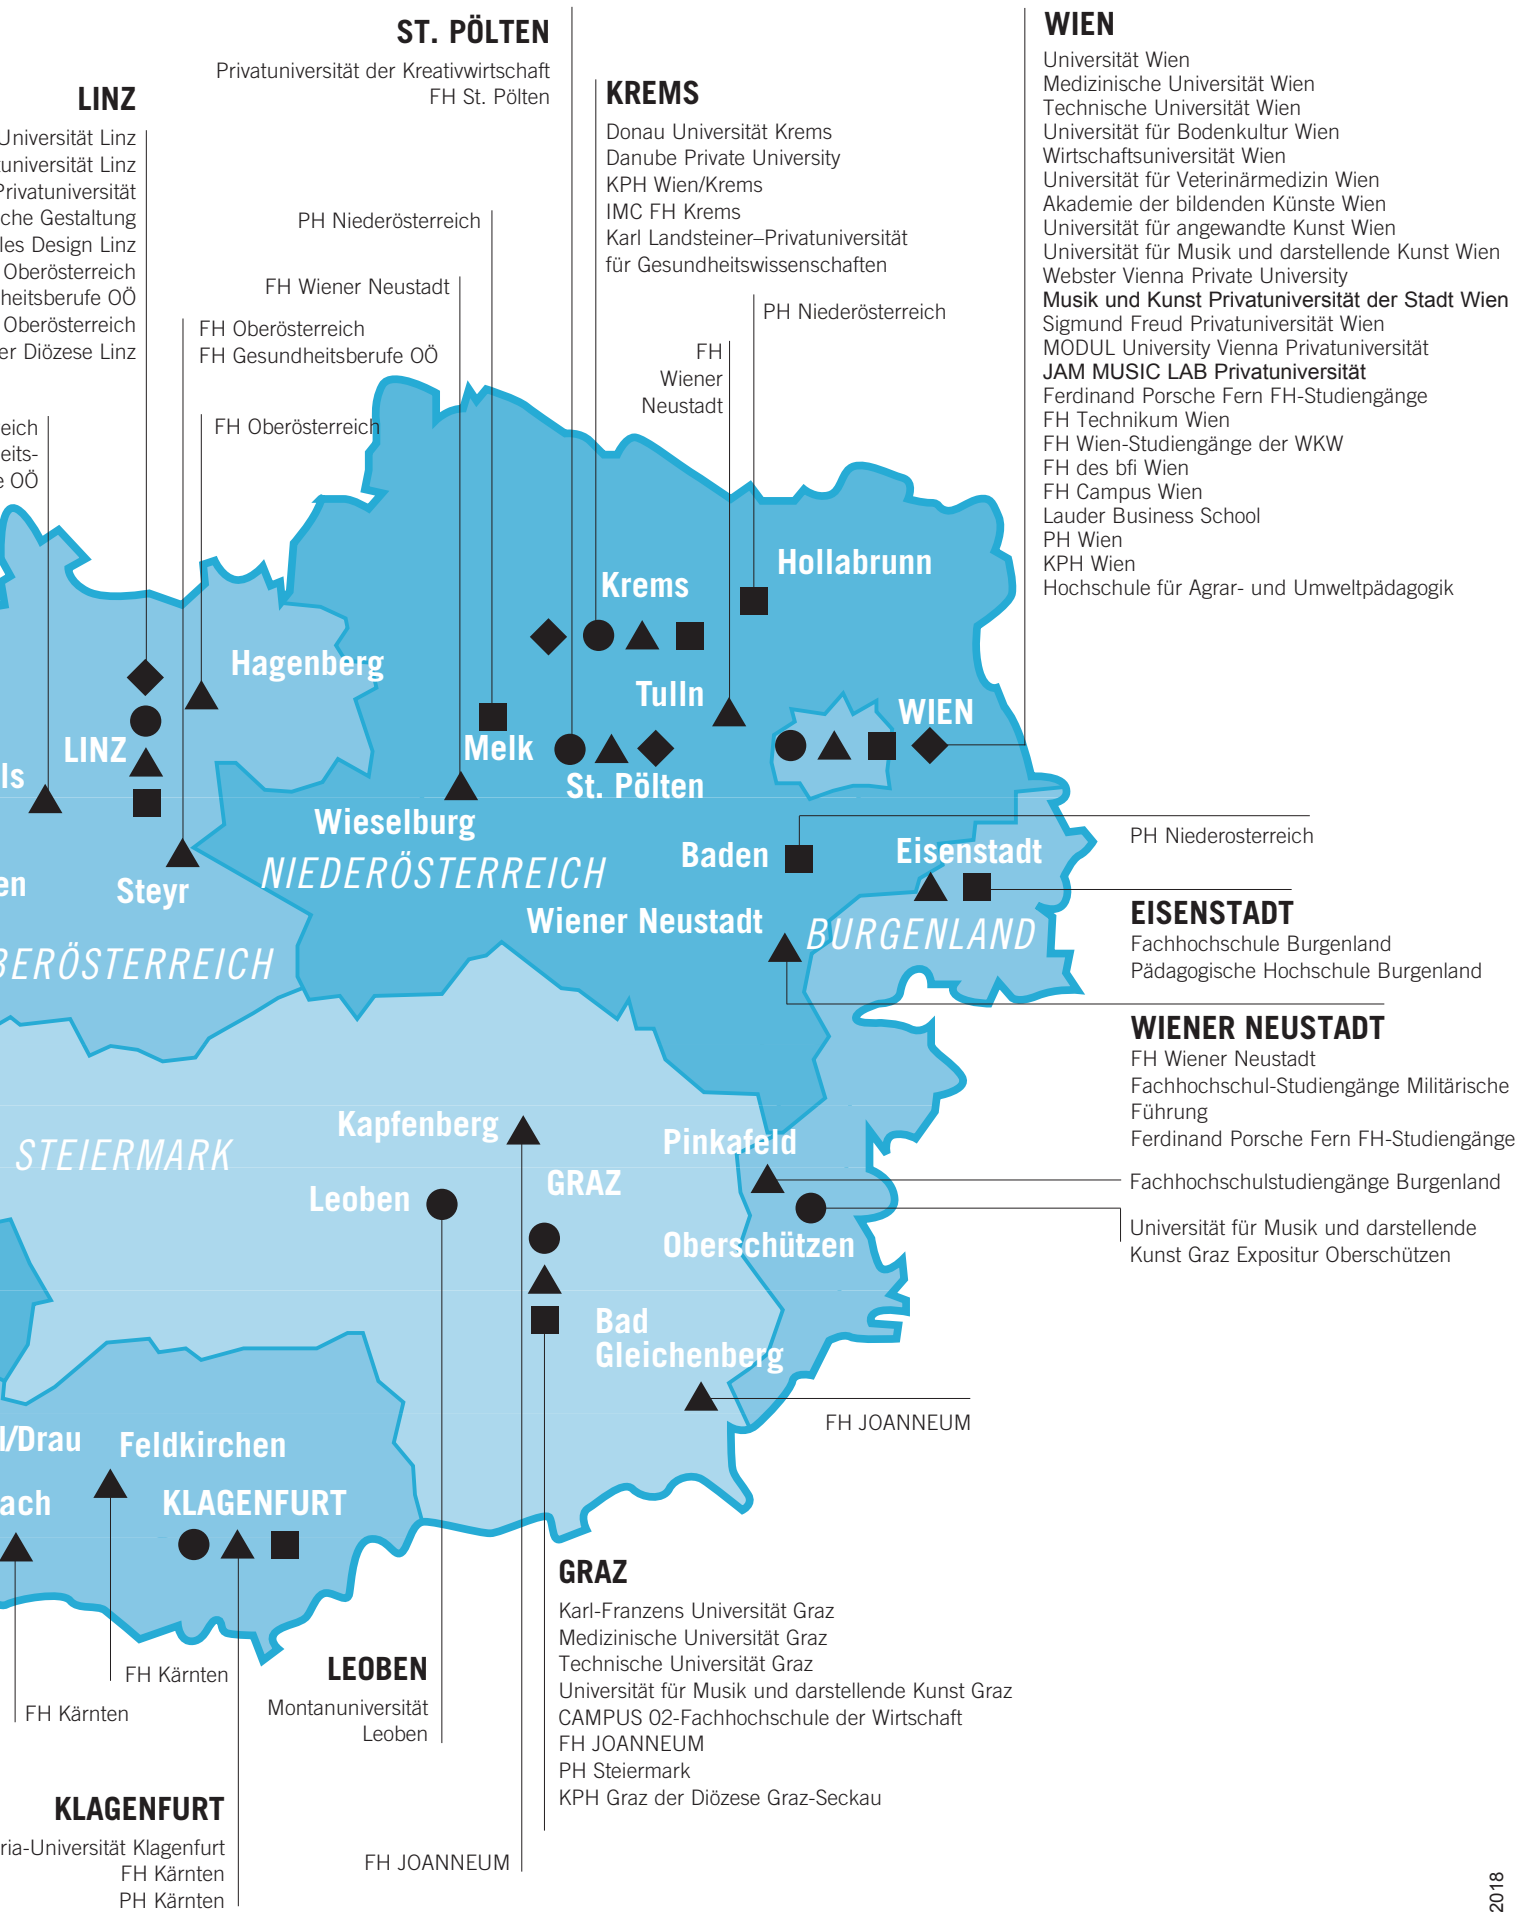 ST. PÖLTEN
Privatuniversität der Kreativwirtschaft
FH St. Pölten
LINZ
Universität Linz
tuniversität Linz
Privatuniversität
che Gestaltung
les Design Linz
Oberösterreich
heitsberufe OÖ
Oberösterreich
er Diözese Linz
KREMS
Donau Universität Krems
Danube Private University
KPH Wien/Krems
IMC FH Krems
Karl Landsteiner–Privatuniversität
für Gesundheitswissenschaften
WIEN
Universität Wien
Medizinische Universität Wien
Technische Universität Wien
Universität für Bodenkultur Wien
Wirtschaftsuniversität Wien
Universität für Veterinärmedizin Wien
Akademie der bildenden Künste Wien
Universität für angewandte Kunst Wien
Universität für Musik und darstellende Kunst Wien
Webster Vienna Private University
Musik und Kunst Privatuniversität der Stadt Wien
Sigmund Freud Privatuniversität Wien
MODUL University Vienna Privatuniversität
JAM MUSIC LAB Privatuniversität
Ferdinand Porsche Fern FH-Studiengänge
FH Technikum Wien
FH Wien-Studiengänge der WKW
FH des bfi Wien
FH Campus Wien
Lauder Business School
PH Wien
KPH Wien
Hochschule für Agrar- und Umweltpädagogik
PH Niederösterreich
FH Wiener Neustadt
PH Niederösterreich
FH Oberösterreich
FH Gesundheitsberufe OÖ
FH
Wiener
Neustadt
FH Oberösterreich
eich
eits-
e OÖ
Hollabrunn
Krems
Hagenberg
Tulln
WIEN
LINZ
Melk
ls
St. Pölten
Wieselburg
NIEDERÖSTERREICH
Baden
PH Niederosterreich
Eisenstadt
en
Steyr
Wiener Neustadt
BURGENLAND
BERÖSTERREICH
EISENSTADT
Fachhochschule Burgenland
Pädagogische Hochschule Burgenland
WIENER NEUSTADT
FH Wiener Neustadt
Fachhochschul-Studiengänge Militärische
Führung
Ferdinand Porsche Fern FH-Studiengänge
Kapfenberg
STEIERMARK
Pinkafeld
Fachhochschulstudiengänge Burgenland
Leoben
GRAZ
Oberschützen
Universität für Musik und darstellende
Kunst Graz Expositur Oberschützen
Bad
Gleichenberg
FH JOANNEUM
l/Drau
Feldkirchen
ach
KLAGENFURT
GRAZ
Karl-Franzens Universität Graz
Medizinische Universität Graz
Technische Universität Graz
Universität für Musik und darstellende Kunst Graz
CAMPUS 02-Fachhochschule der Wirtschaft
FH JOANNEUM
PH Steiermark
KPH Graz der Diözese Graz-Seckau
FH Kärnten
FH Kärnten
LEOBEN
Montanuniversität
Leoben
KLAGENFURT
ria-Universität Klagenfurt
FH Kärnten
PH Kärnten
FH JOANNEUM
2018